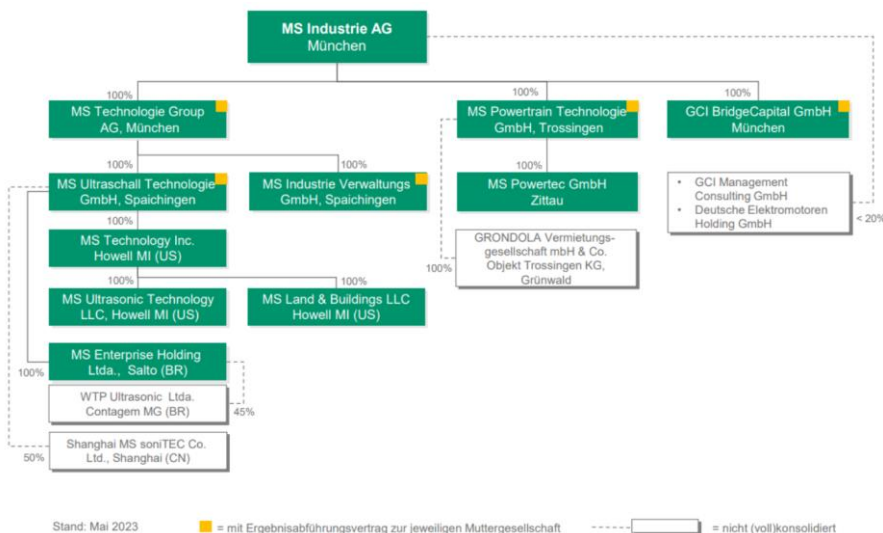 MS Industrie AG
München
100%
100%
100%
MS Technologie Group
AG, München
MS Powertrain Technologie
GmbH, Trossingen
GCI BridgeCapital GmbH
München
100%
100%
100%
MS Ultraschall Technologie
GmbH, Spaichingen
MS Industrie Verwaltungs
GmbH, Spaichingen
MS Powertec GmbH
Zittau
• GCI Management
Consulting GmbH
• Deutsche Elektromotoren
Holding GmbH
< 20%
100%
MS Technology Inc.
Howell MI (US)
100%
GRONDOLA Vermietungs-
gesellschaft mbH & Co.
Objekt Trossingen KG,
Grünwald
100%
100%
MS Ultrasonic Technology
LLC, Howell MI (US)
MS Land & Buildings LLC
Howell MI (US)
100%
MS Enterprise Holding
Ltda., Salto (BR)
WTP Ultrasonic Ltda.
Contagem MG (BR)
45%
50%
Shanghai MS soniTEC Co.
Ltd., Shanghai (CN)
Stand: Mai 2023
= mit Ergebnisabführungsvertrag zur jeweiligen Muttergesellschaft
= nicht (voll)konsolidiert